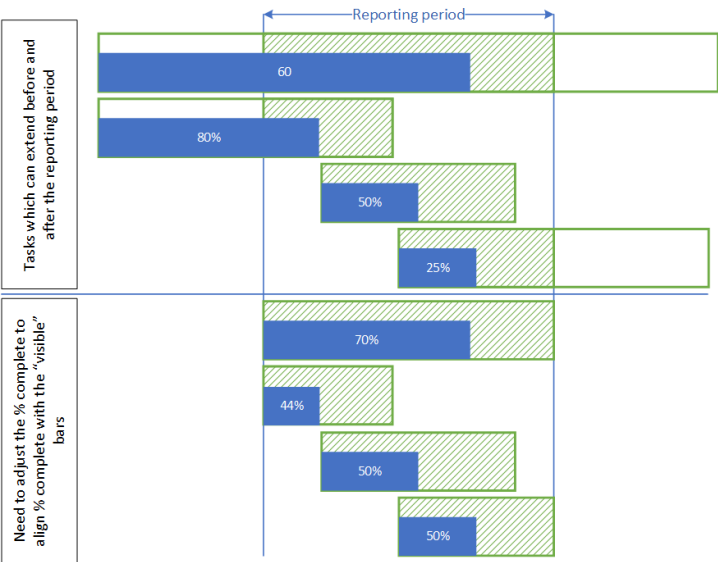 Reporting period
Tasks which can extend before and
after the reporting period
60
80%
50%
25%
Need to adjust the % complete to
align % complete with the “visible”
bars
70%
44%
50%
50%